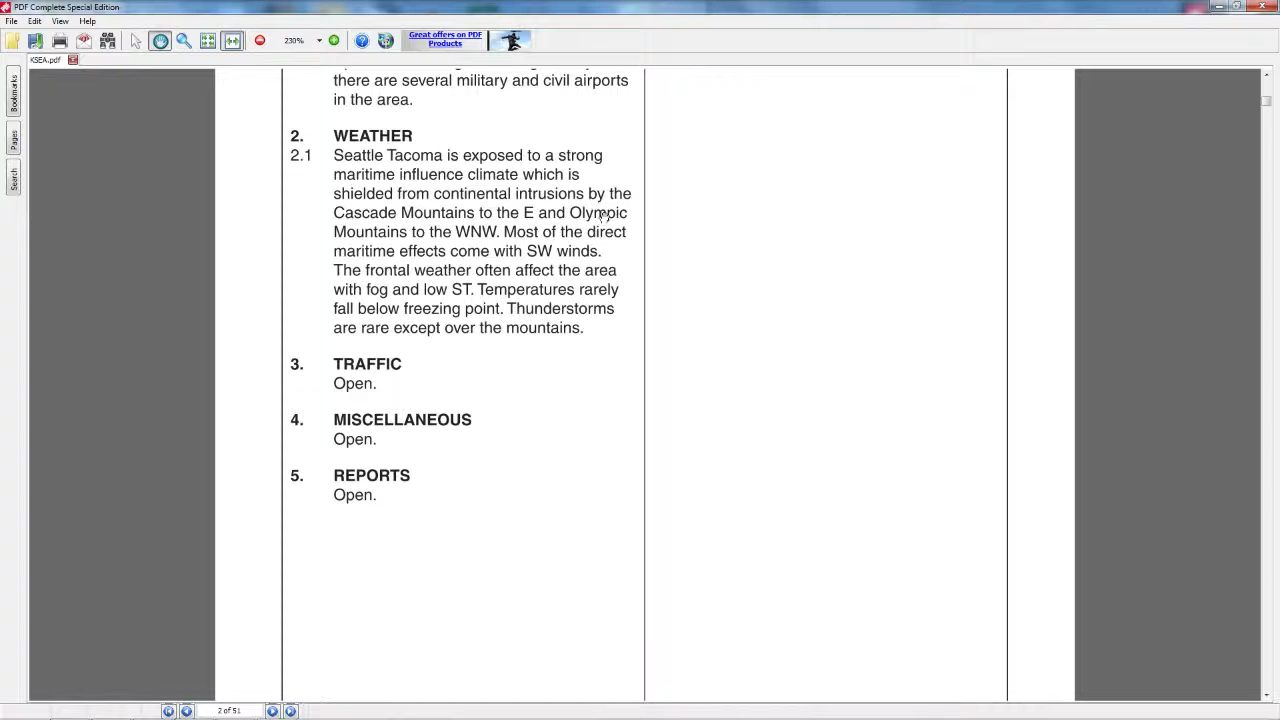 PDF Complete Special Edition
File Edit View Help
230%
Great offers on PDF
Products
KSEA.pdf
Bookmarks
Pages
Search
there are several military and civil airports
in the area.
2. WEATHER
2.1 Seattle Tacoma is exposed to a strong
maritime influence climate which is
shielded from continental intrusions by the
Cascade Mountains to the E and Olympic
Mountains to the WNW. Most of the direct
maritime effects come with SW winds.
The frontal weather often affect the area
with fog and low ST. Temperatures rarely
fall below freezing point. Thunderstorms
are rare except over the mountains.
3. TRAFFIC
Open.
4. MISCELLANEOUS
Open.
5. REPORTS
Open.
2 of 51